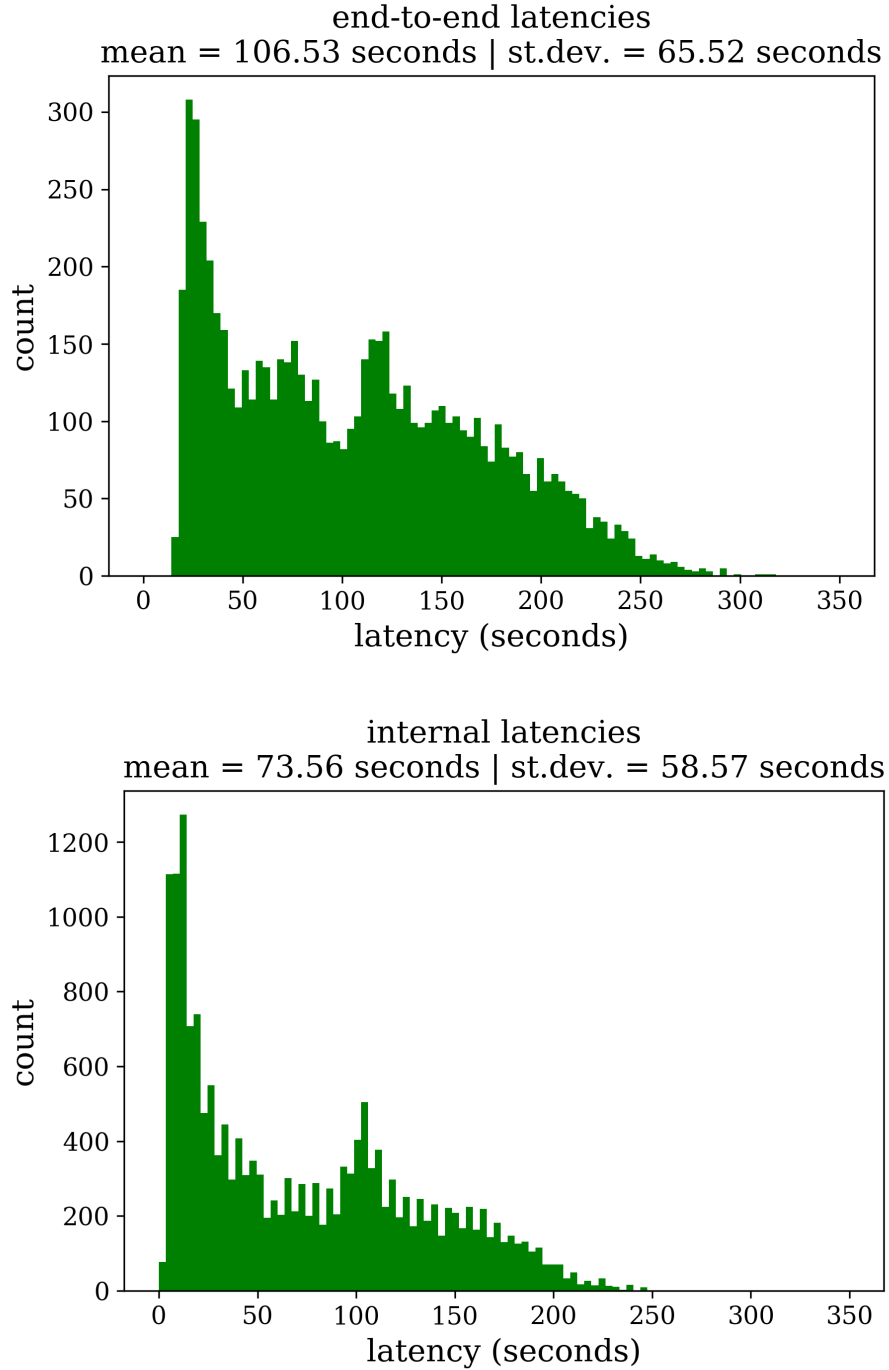 end-to-end latencies
mean = 106.53 seconds | st.dev. = 65.52 seconds
300
250
200
150
100
50
0
count
0 50 100 150 200 250 300 350
latency (seconds)
internal latencies
mean = 73.56 seconds | st.dev. = 58.57 seconds
1200
1000
800
600
400
200
0
count
0 50 100 150 200 250 300 350
latency (seconds)